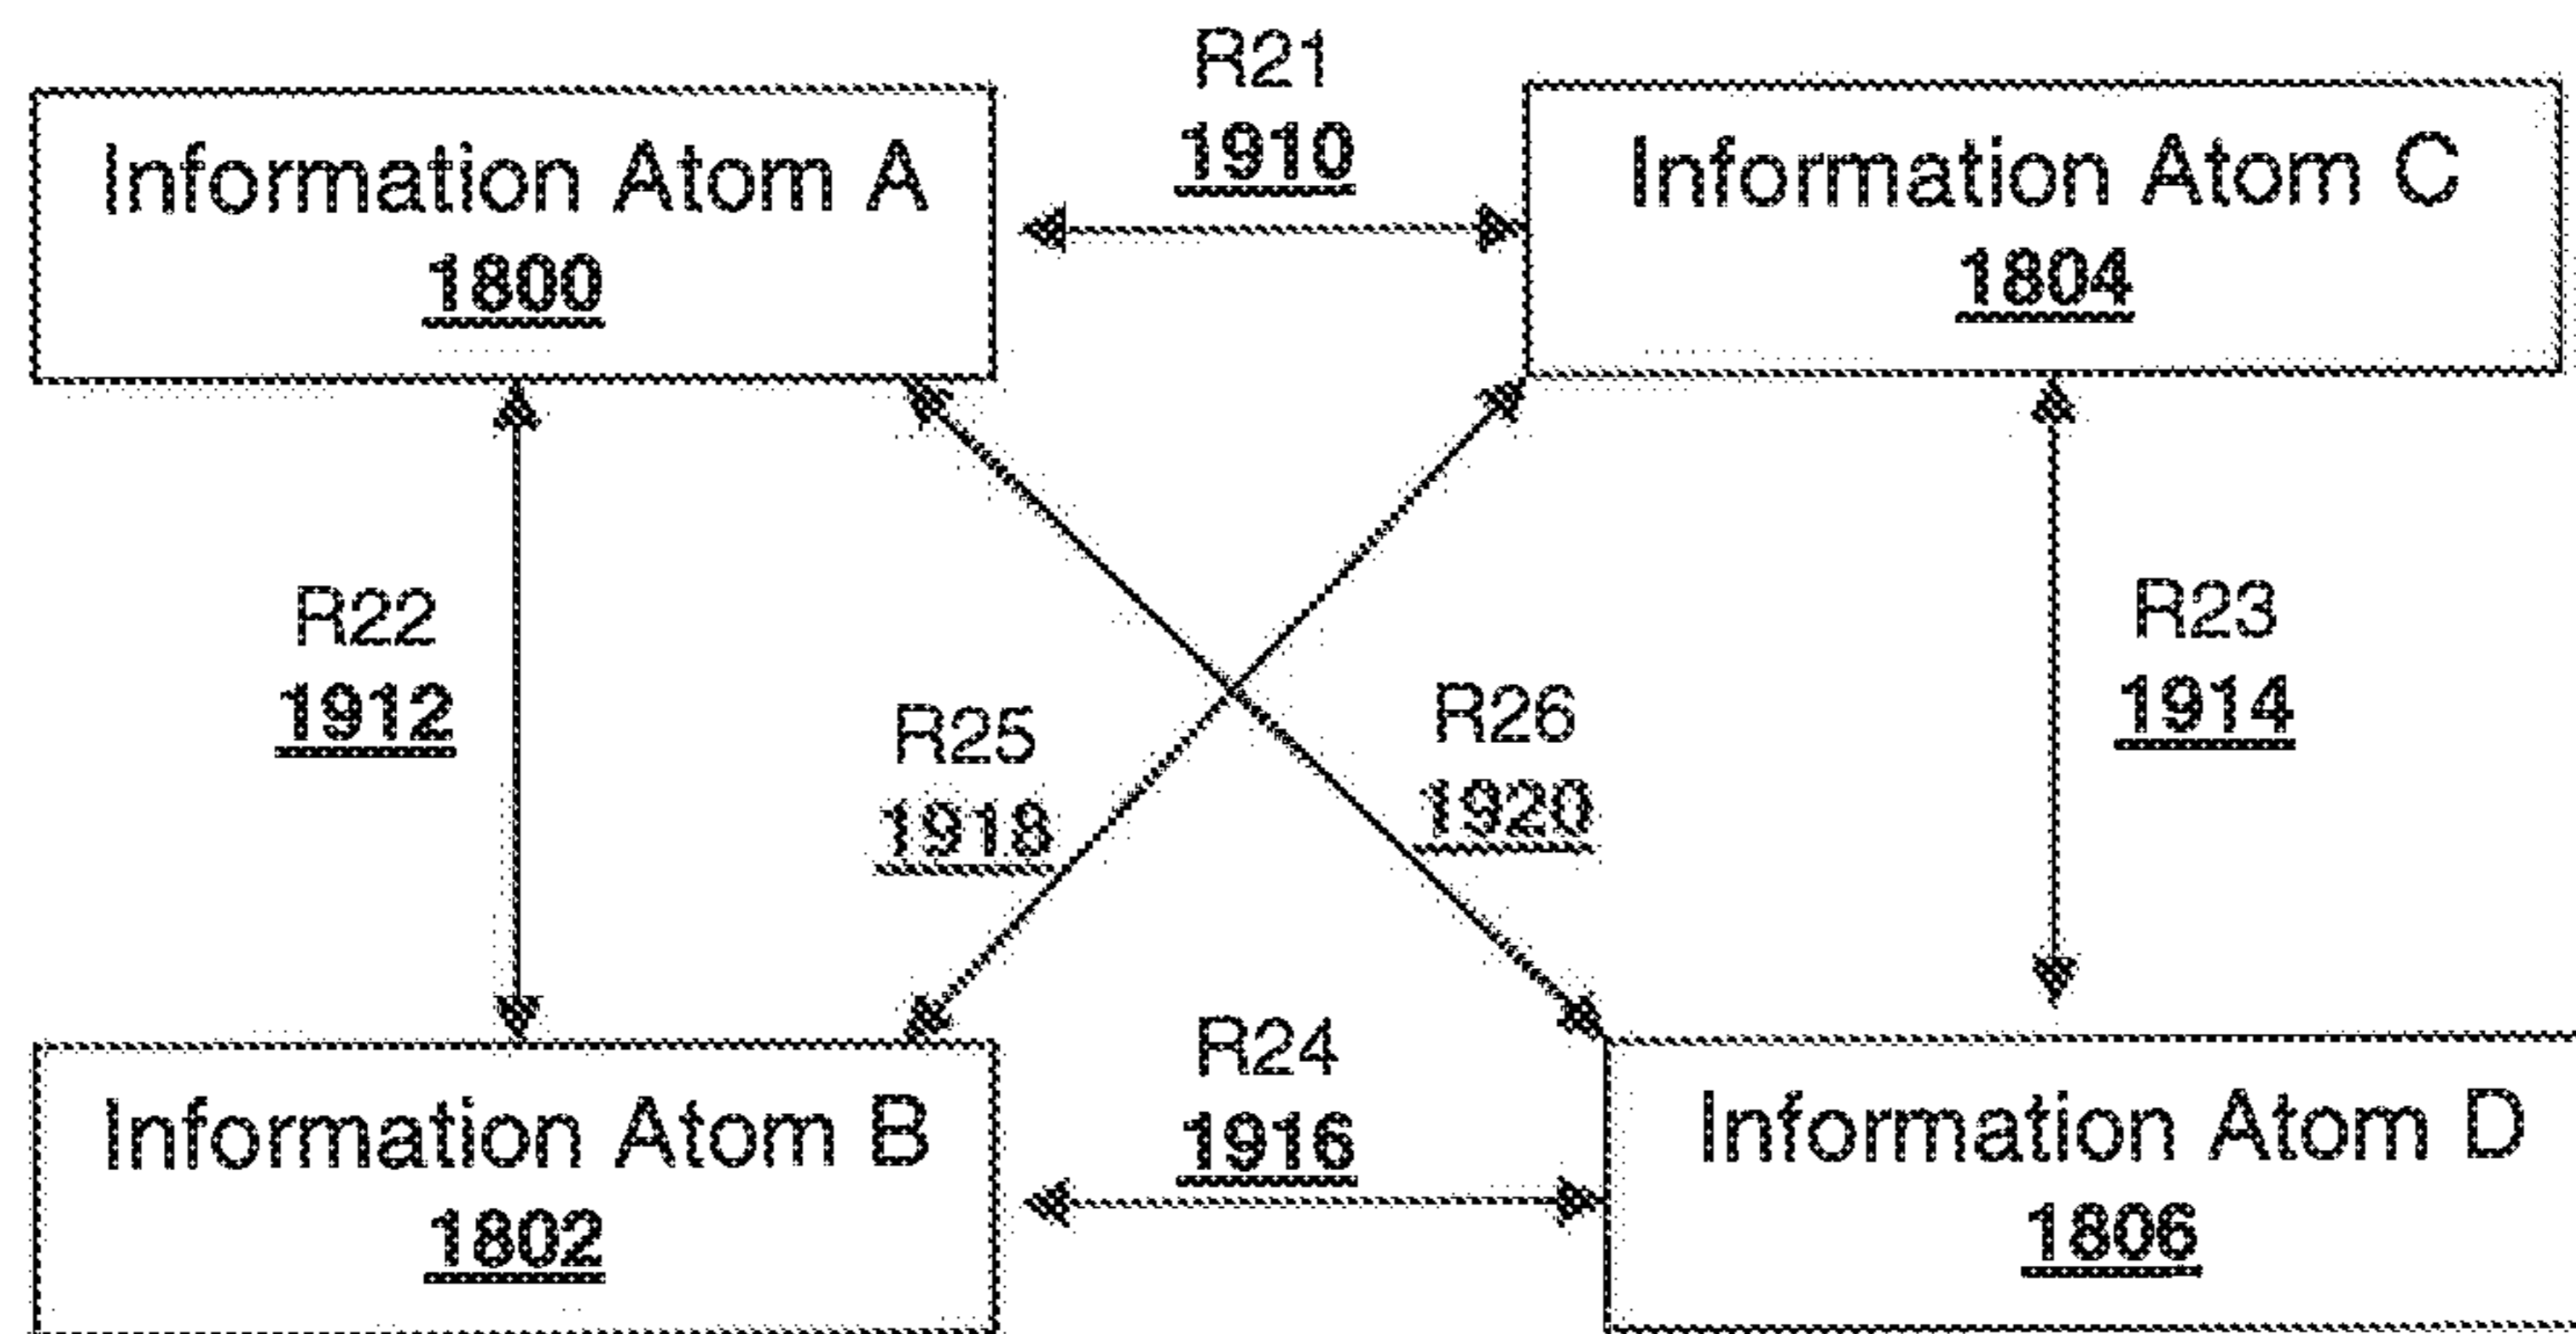 R21
1910
Information Atom A
1800
Information Atom C
1804
R22
1912
R25
1918
R26
1920
R23
1914
R24
1916
Information Atom B
1802
Information Atom D
1806